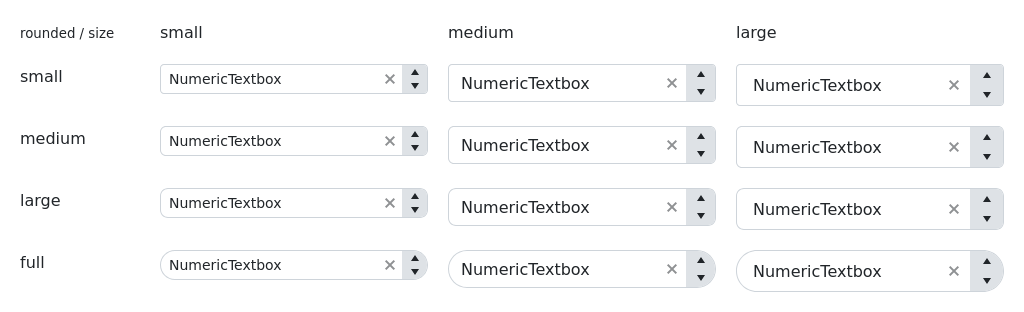 rounded / size small medium large
small NumericTextbox NumericTextbox NumericTextbox
medium NumericTextbox NumericTextbox NumericTextbox
large NumericTextbox NumericTextbox NumericTextbox
full NumericTextbox NumericTextbox NumericTextbox